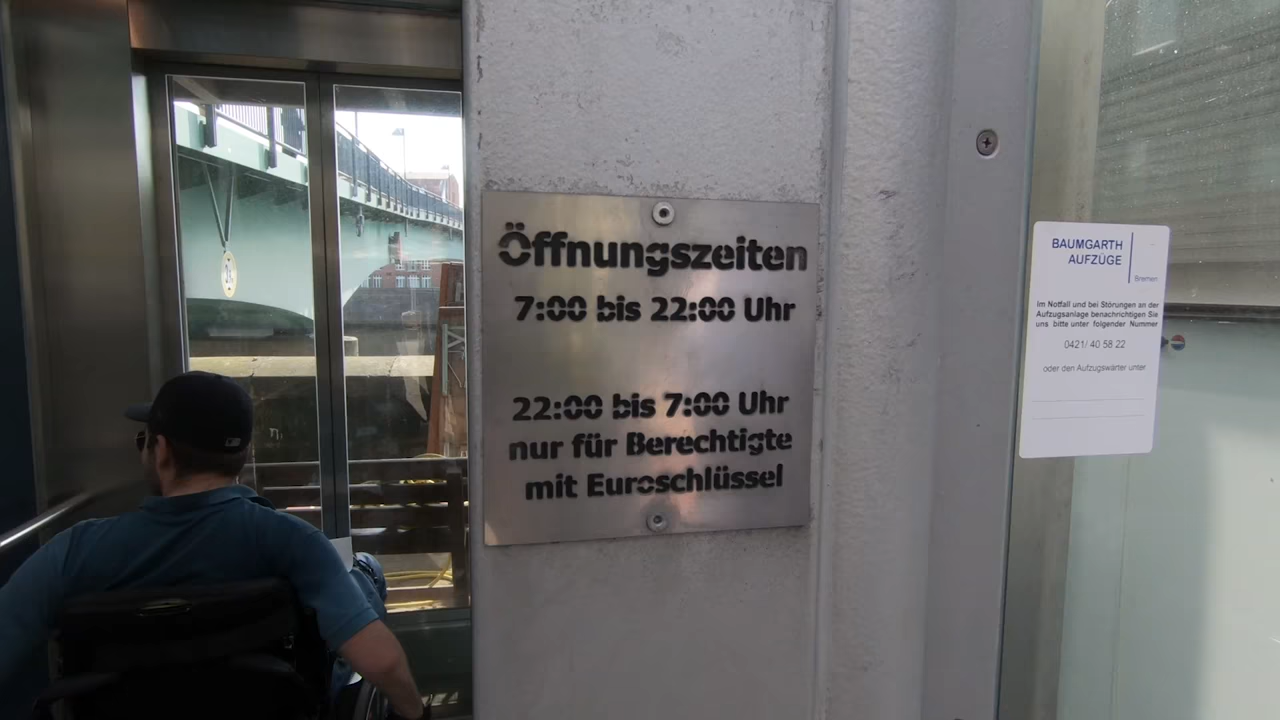 Öffnungszeiten
7:00 bis 22:00 Uhr
22:00 bis 7:00 Uhr
nur für Berechtigte
mit Euroschlüssel
BAUMGARTH
AUFZÜGE
Bremen
Im Notfall und bei Störungen an der
Aufzugsanlage benachrichtigen Sie
uns bitte unter folgender Nummer
0421/ 40 58 22
oder den Aufzugswärter unter